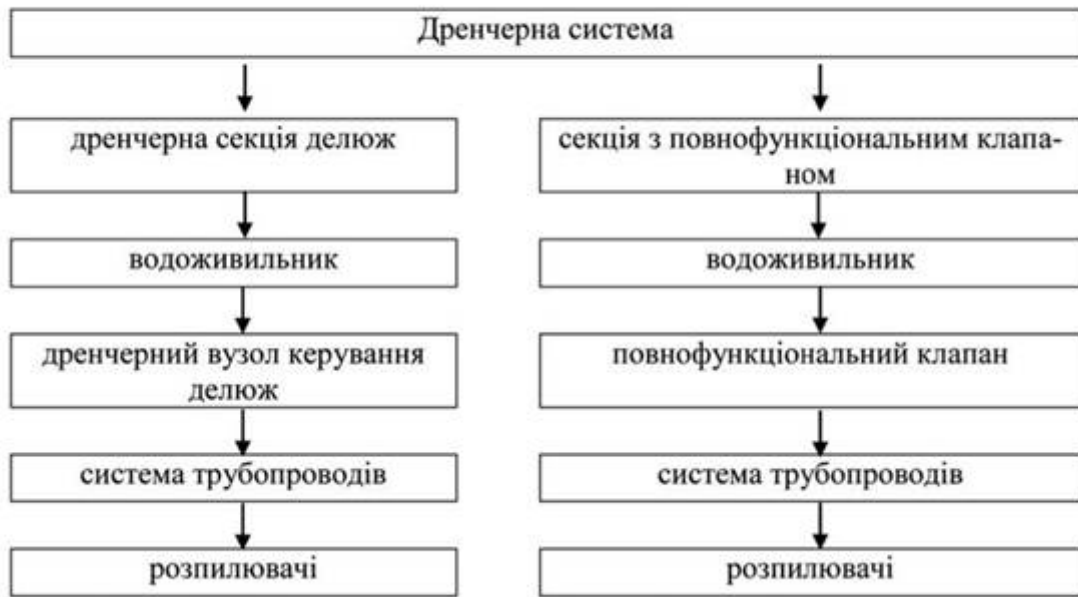 Дренчерна система
дренчерна секція делюж
секція з повнофункціональним клапа-
ном
водоживильник
водоживильник
дренчерний вузол керування
делюж
повнофункціональний клапан
система трубопроводів
система трубопроводів
розпилювачі
розпилювачі